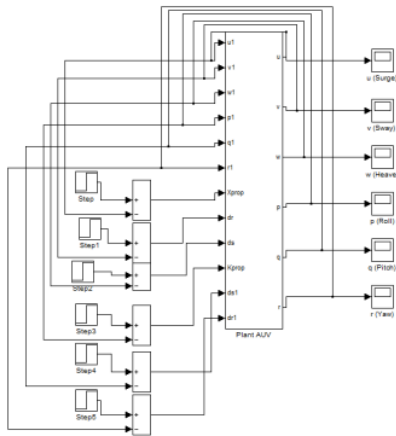 u1
v1
w1
p1
q1
r1
Xprop
dr
ds
Kprop
ds1
dr1
u
v
w
p
q
r
Plant AUV
u (Surge)
v (Sway)
w (Heave)
p (Roll)
q (Pitch)
r (Yaw)
Step
Step1
Step2
Step3
Step4
Step5
+
−
+
−
+
−
+
−
+
−
+
−